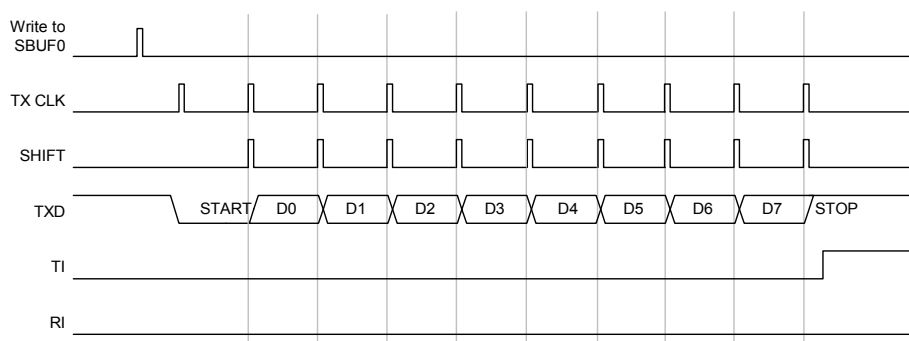 Write to
SBUF0
TX CLK
SHIFT
TXD START D0 D1 D2 D3 D4 D5 D6 D7 STOP
TI
RI